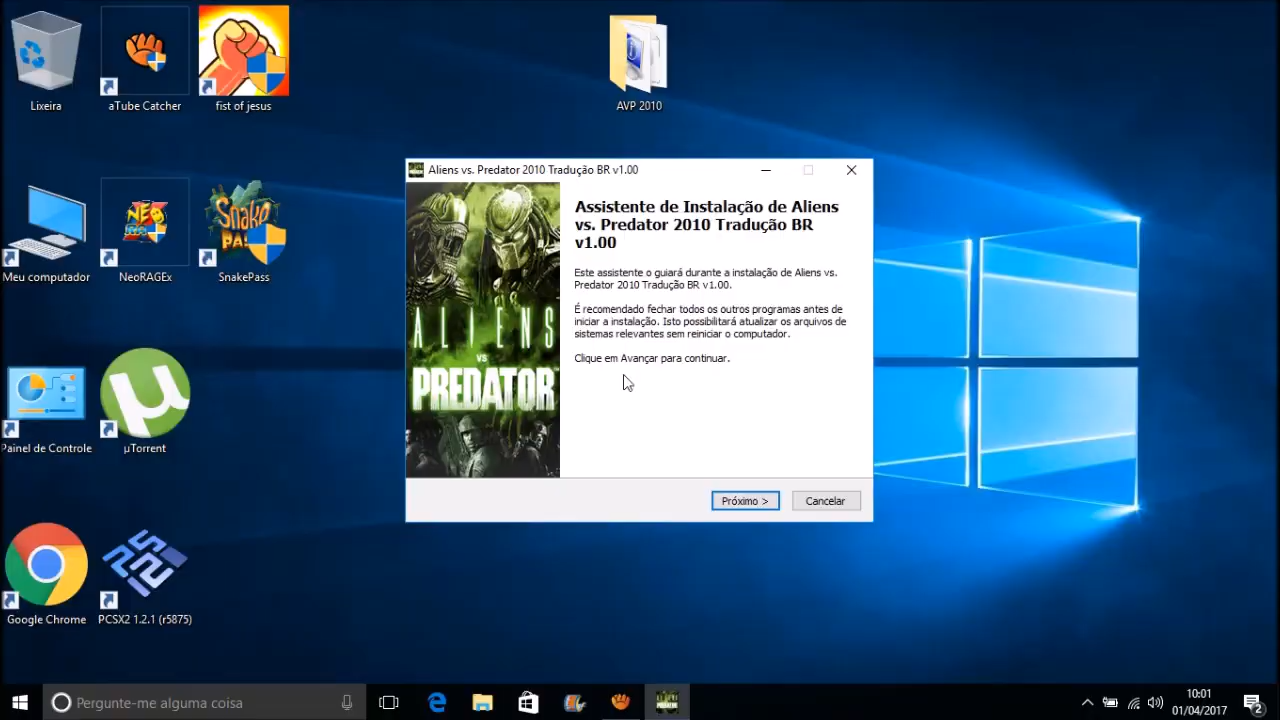 Lixeira
aTube Catcher
fist of jesus
AVP 2010
Meu computador
NEO
NeoRAGEx
Snake
PASS
SnakePass
Painel de Controle
µTorrent
Google Chrome
PCSX2 1.2.1 (r5875)
Aliens vs. Predator 2010 Tradução BR v1.00
ALIENS
VS
PREDATOR
Assistente de Instalação de Aliens
vs. Predator 2010 Tradução BR
v1.00
Este assistente o guiará durante a instalação de Aliens vs.
Predator 2010 Tradução BR v1.00.
É recomendado fechar todos os outros programas antes de
iniciar a instalação. Isto possibilitará atualizar os arquivos de
sistemas relevantes sem reiniciar o computador.
Clique em Avançar para continuar.
Próximo >
Cancelar
Pergunte-me alguma coisa
10:01
01/04/2017
2